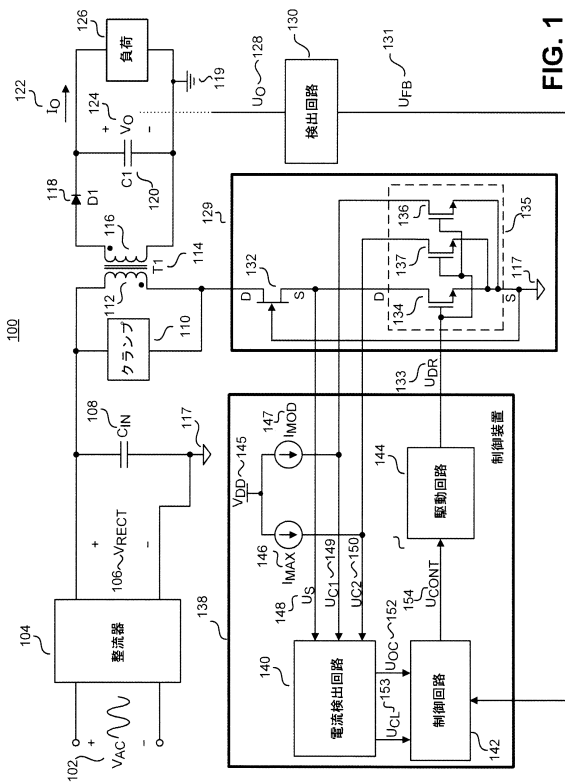 FIG. 1
100
102
V_AC
+
−
104
整流器
106~V_RECT
+
−
108
C_IN
117
110
クランプ
112
T1
114
116
118
D1
C1
120
+
V_O
−
124
122
I_O
126
負荷
119
U_O
128
130
検出回路
U_FB
131
129
132
D
S
D
134
137
136
135
S
117
133
U_DR
138
制御装置
V_DD~145
146
I_MAX
147
I_MOD
148
U_S
U_C1~149
U_C2~150
140
電流検出回路
U_OC~152
U_CL
153
制御回路
142
154
U_CONT
144
駆動回路